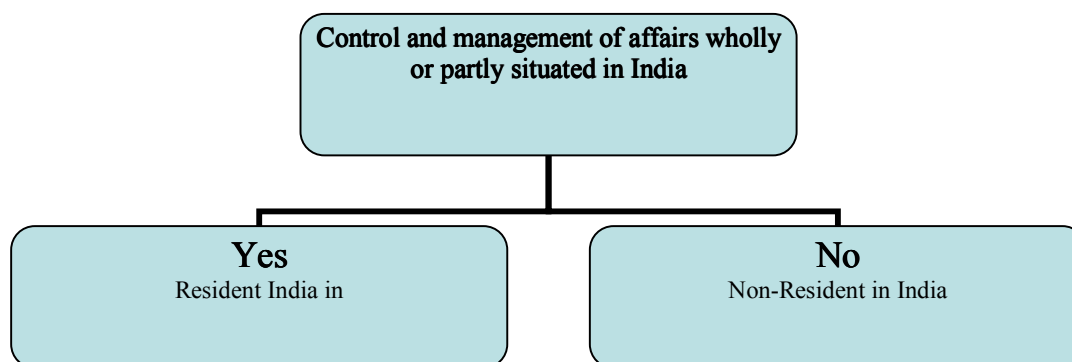 Control and management of affairs wholly
or partly situated in India
Yes
Resident India in
No
Non-Resident in India